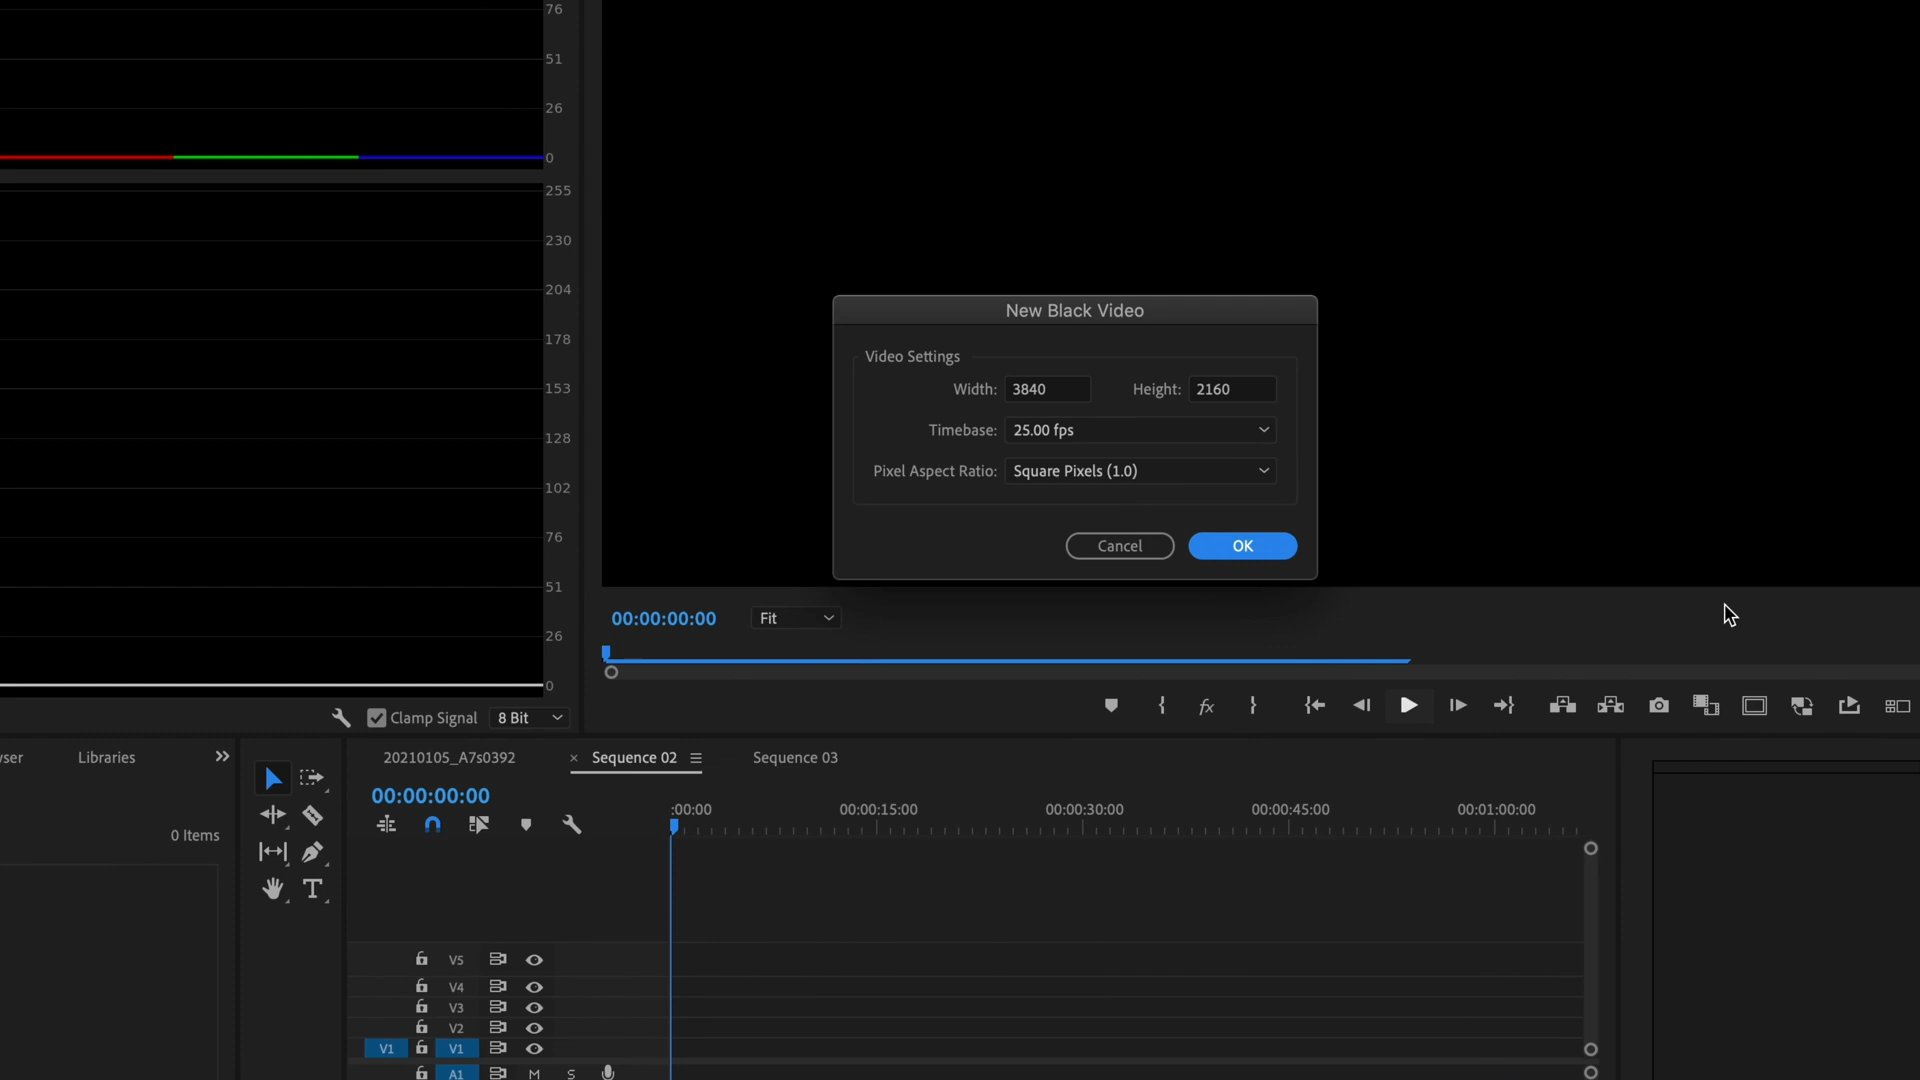 76
51
26
0
255
230
204
178
153
128
102
76
51
26
0
Clamp Signal
8 Bit
New Black Video
Video Settings
Width: 3840 Height: 2160
Timebase: 25.00 fps
Pixel Aspect Ratio: Square Pixels (1.0)
Cancel OK
00:00:00:00 Fit
fx
ser Libraries
0 Items
20210105_A7s0392 × Sequence 02 Sequence 03
00:00:00:00
:00:00 00:00:15:00 00:00:30:00 00:00:45:00 00:01:00:00
T
V5
V4
V3
V2
V1 V1
A1 M S